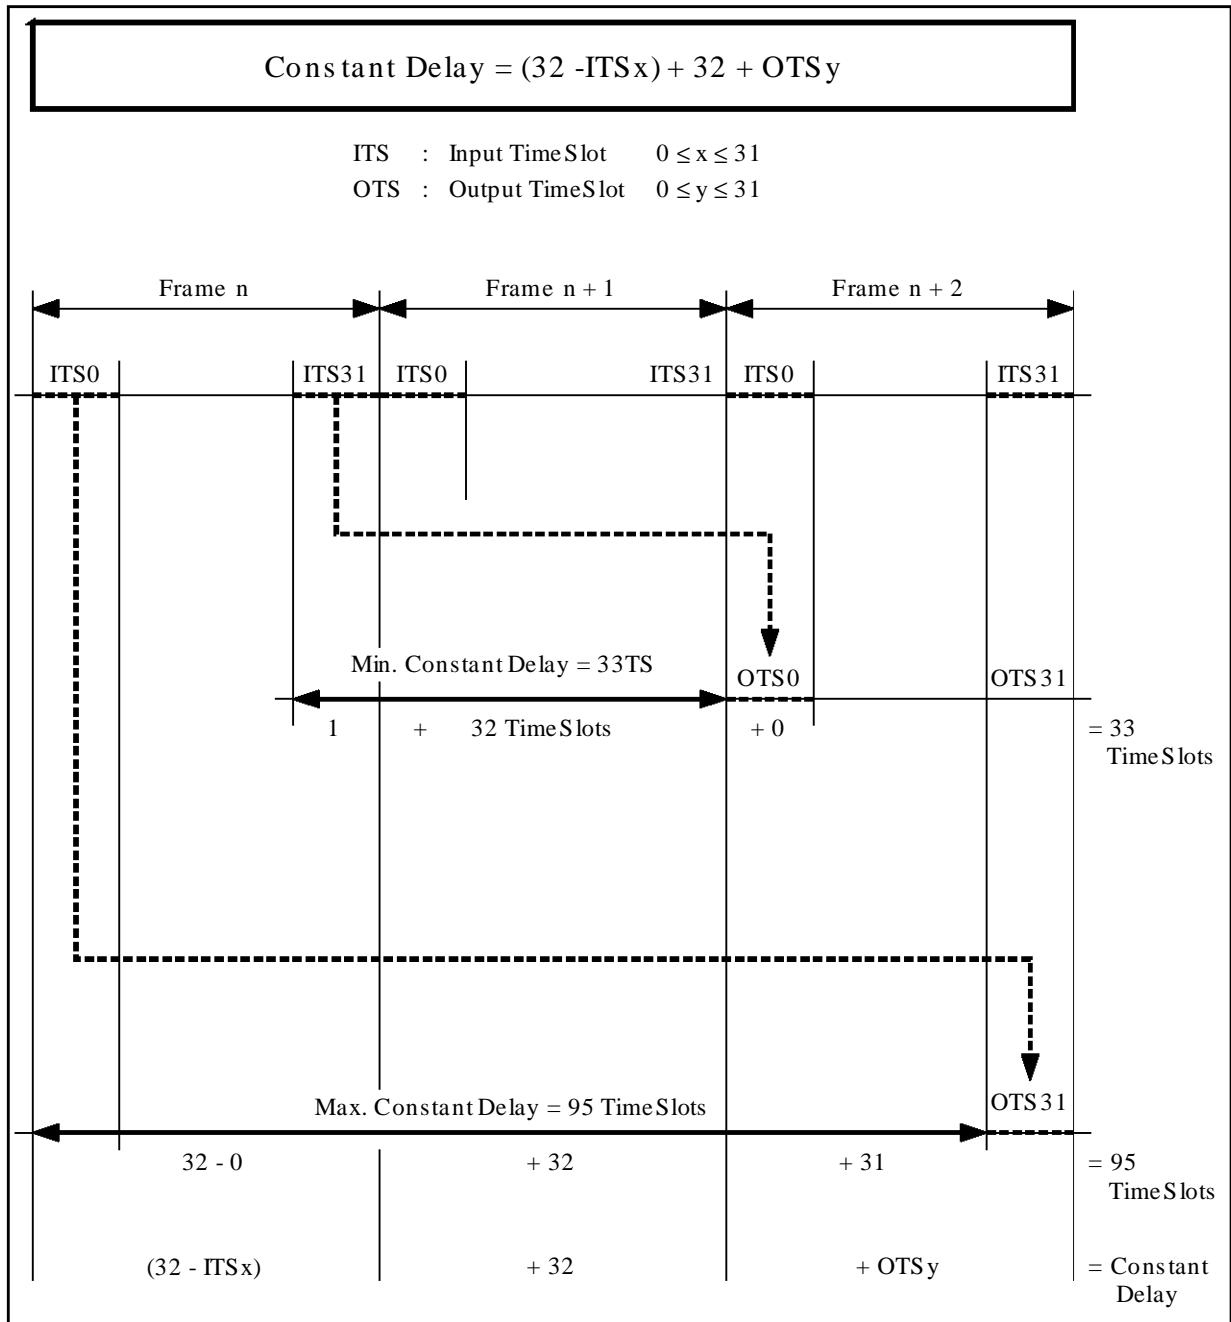 Constant Delay = (32 -ITSx) + 32 + OTSy
ITS : Input TimeSlot 0 ≤ x ≤ 31
OTS : Output TimeSlot 0 ≤ y ≤ 31
Frame n Frame n + 1 Frame n + 2
ITS0 ITS31 ITS0 ITS31 ITS0 ITS31
Min. Constant Delay = 33TS
OTS0 OTS31
1 + 32 TimeSlots + 0 = 33
TimeSlots
Max. Constant Delay = 95 TimeSlots
OTS31
32 - 0 + 32 + 31 = 95
TimeSlots
(32 - ITSx) + 32 + OTSy = Constant
Delay